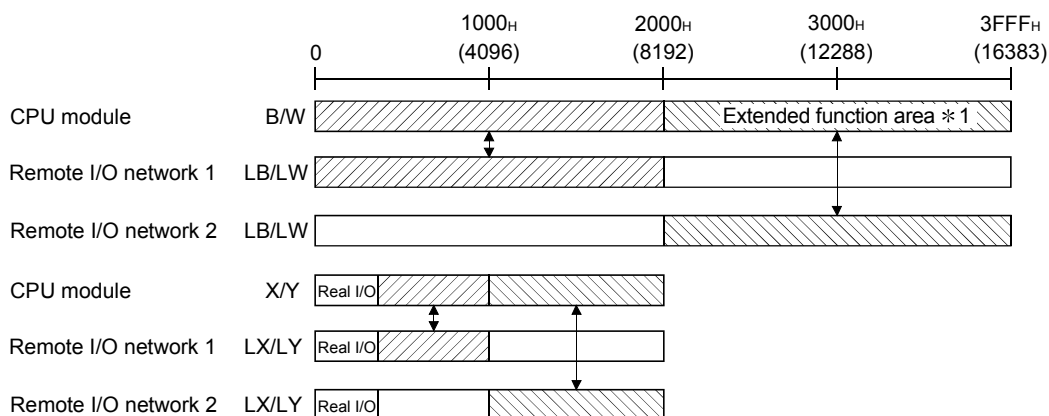 1000H 2000H 3000H 3FFFH
0 (4096) (8192) (12288) (16383)
CPU module B/W Extended function area *1
Remote I/O network 1 LB/LW
Remote I/O network 2 LB/LW
CPU module X/Y Real I/O
Remote I/O network 1 LX/LY Real I/O
Remote I/O network 2 LX/LY Real I/O